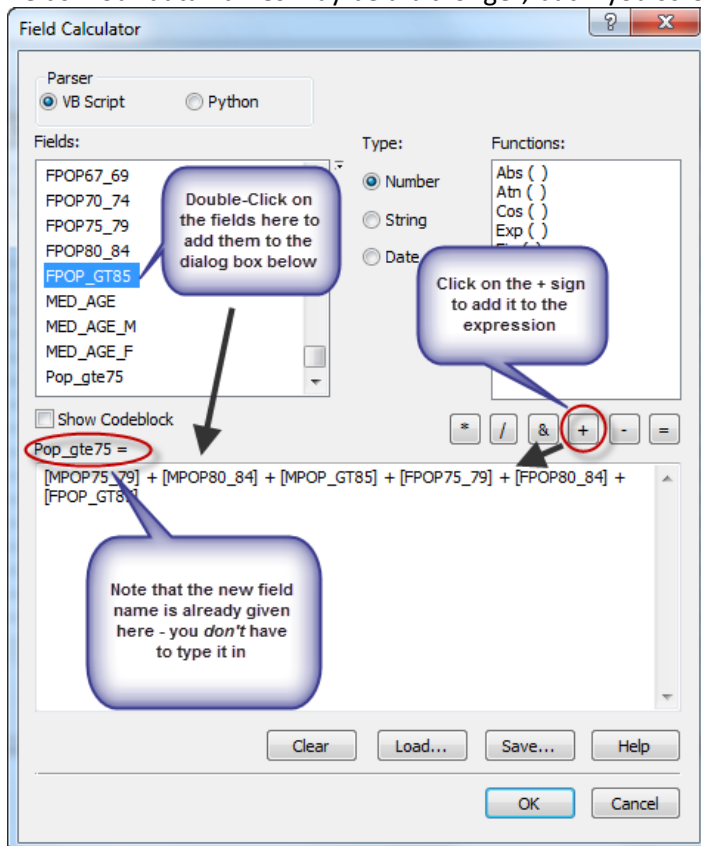 Field Calculator
Parser
VB Script Python
Fields:
Type:
Functions:
FPOP67_69
FPOP70_74
FPOP75_79
FPOP80_84
FPOP_GT85
MED_AGE
MED_AGE_M
MED_AGE_F
Pop_gte75
Double-Click on
the fields here to
add them to the
dialog box below
Number
String
Date
Abs ( )
Atn ( )
Cos ( )
Exp ( )
Click on the + sign
to add it to the
expression
Show Codeblock
* / & + - =
Pop_gte75 =
[MPOP75_79] + [MPOP80_84] + [MPOP_GT85] + [FPOP75_79] + [FPOP80_84] +
[FPOP_GT85]
Note that the new field
name is already given
here - you don't have
to type it in
Clear Load... Save... Help
OK Cancel